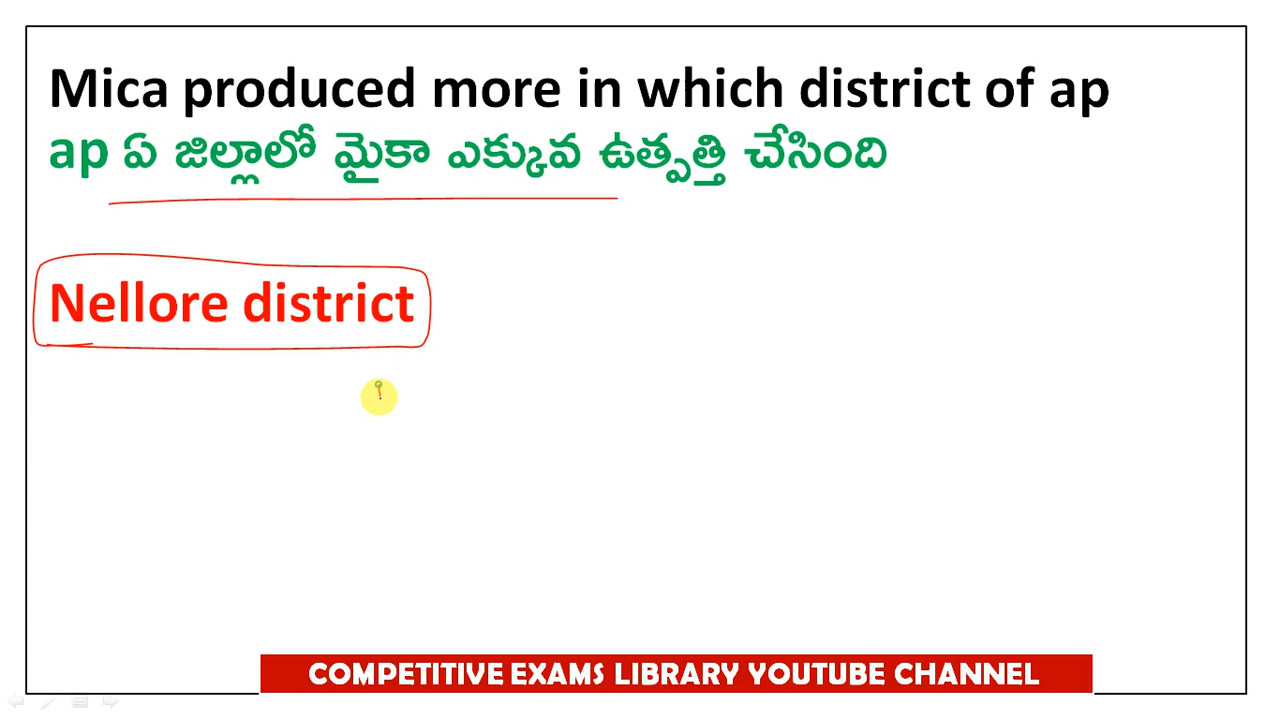 Mica produced more in which district of ap
ap ఏ జిల్లాలో మైకా ఎక్కువ ఉత్పత్తి చేసింది
Nellore district
COMPETITIVE EXAMS LIBRARY YOUTUBE CHANNEL